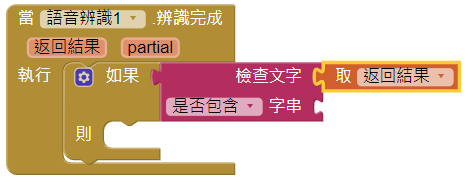 當 語音辨識1 .辨識完成
返回結果 partial
執行 如果 檢查文字 取 返回結果
是否包含 字串
則